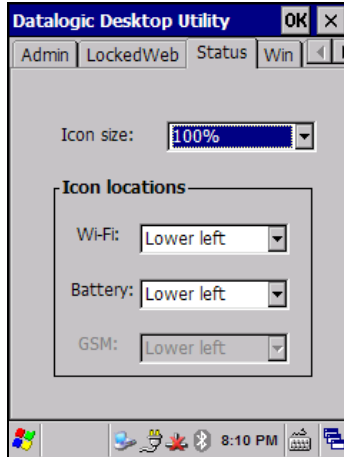 Datalogic Desktop Utility OK
Admin LockedWeb Status Win
Icon size: 100%
Icon locations
Wi-Fi: Lower left
Battery: Lower left
GSM: Lower left
8:10 PM